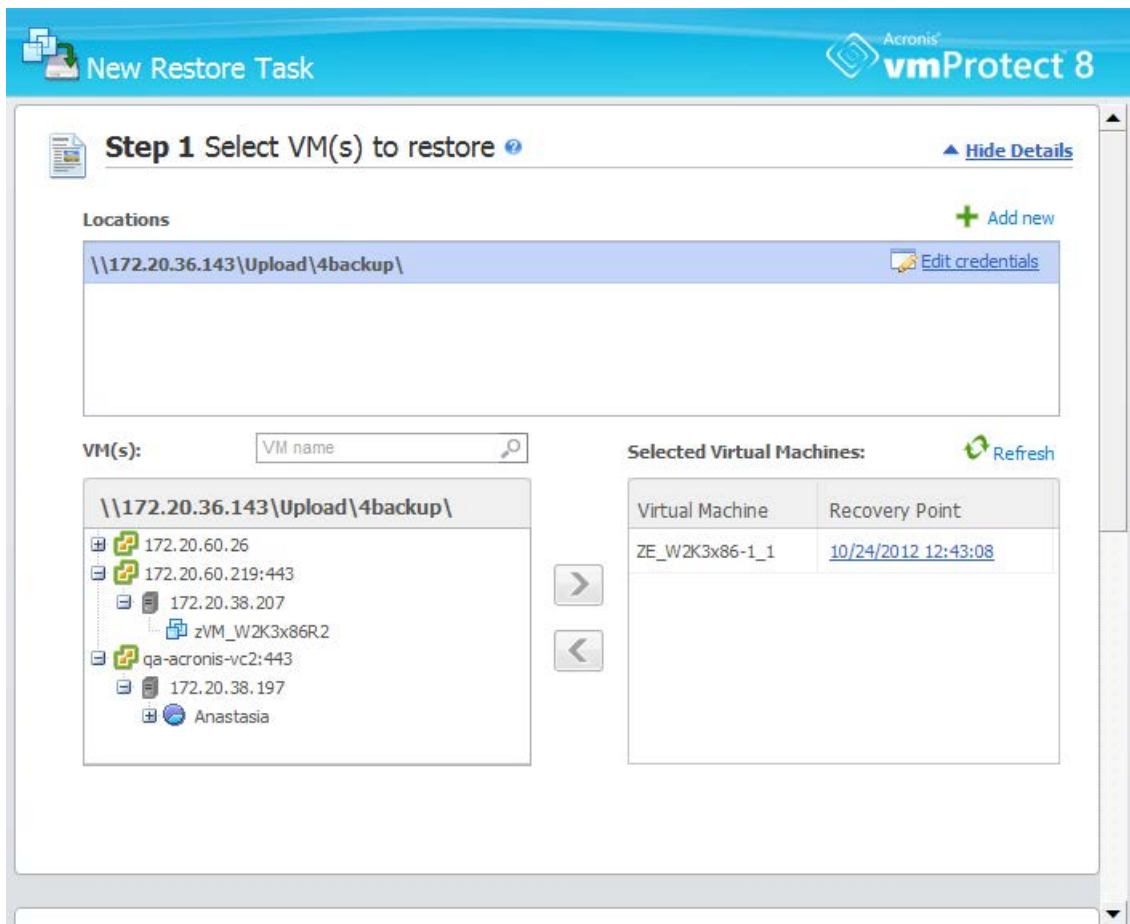 New Restore Task
Acronis®
vmProtect™ 8
Step 1 Select VM(s) to restore
Hide Details
Locations
Add new
\\172.20.36.143\Upload\4backup\
Edit credentials
VM(s):
VM name
Selected Virtual Machines:
Refresh
\\172.20.36.143\Upload\4backup\
172.20.60.26
172.20.60.219:443
172.20.38.207
zVM_W2K3x86R2
qa-acronis-vc2:443
172.20.38.197
Anastasia
Virtual Machine Recovery Point
ZE_W2K3x86-1_1 10/24/2012 12:43:08